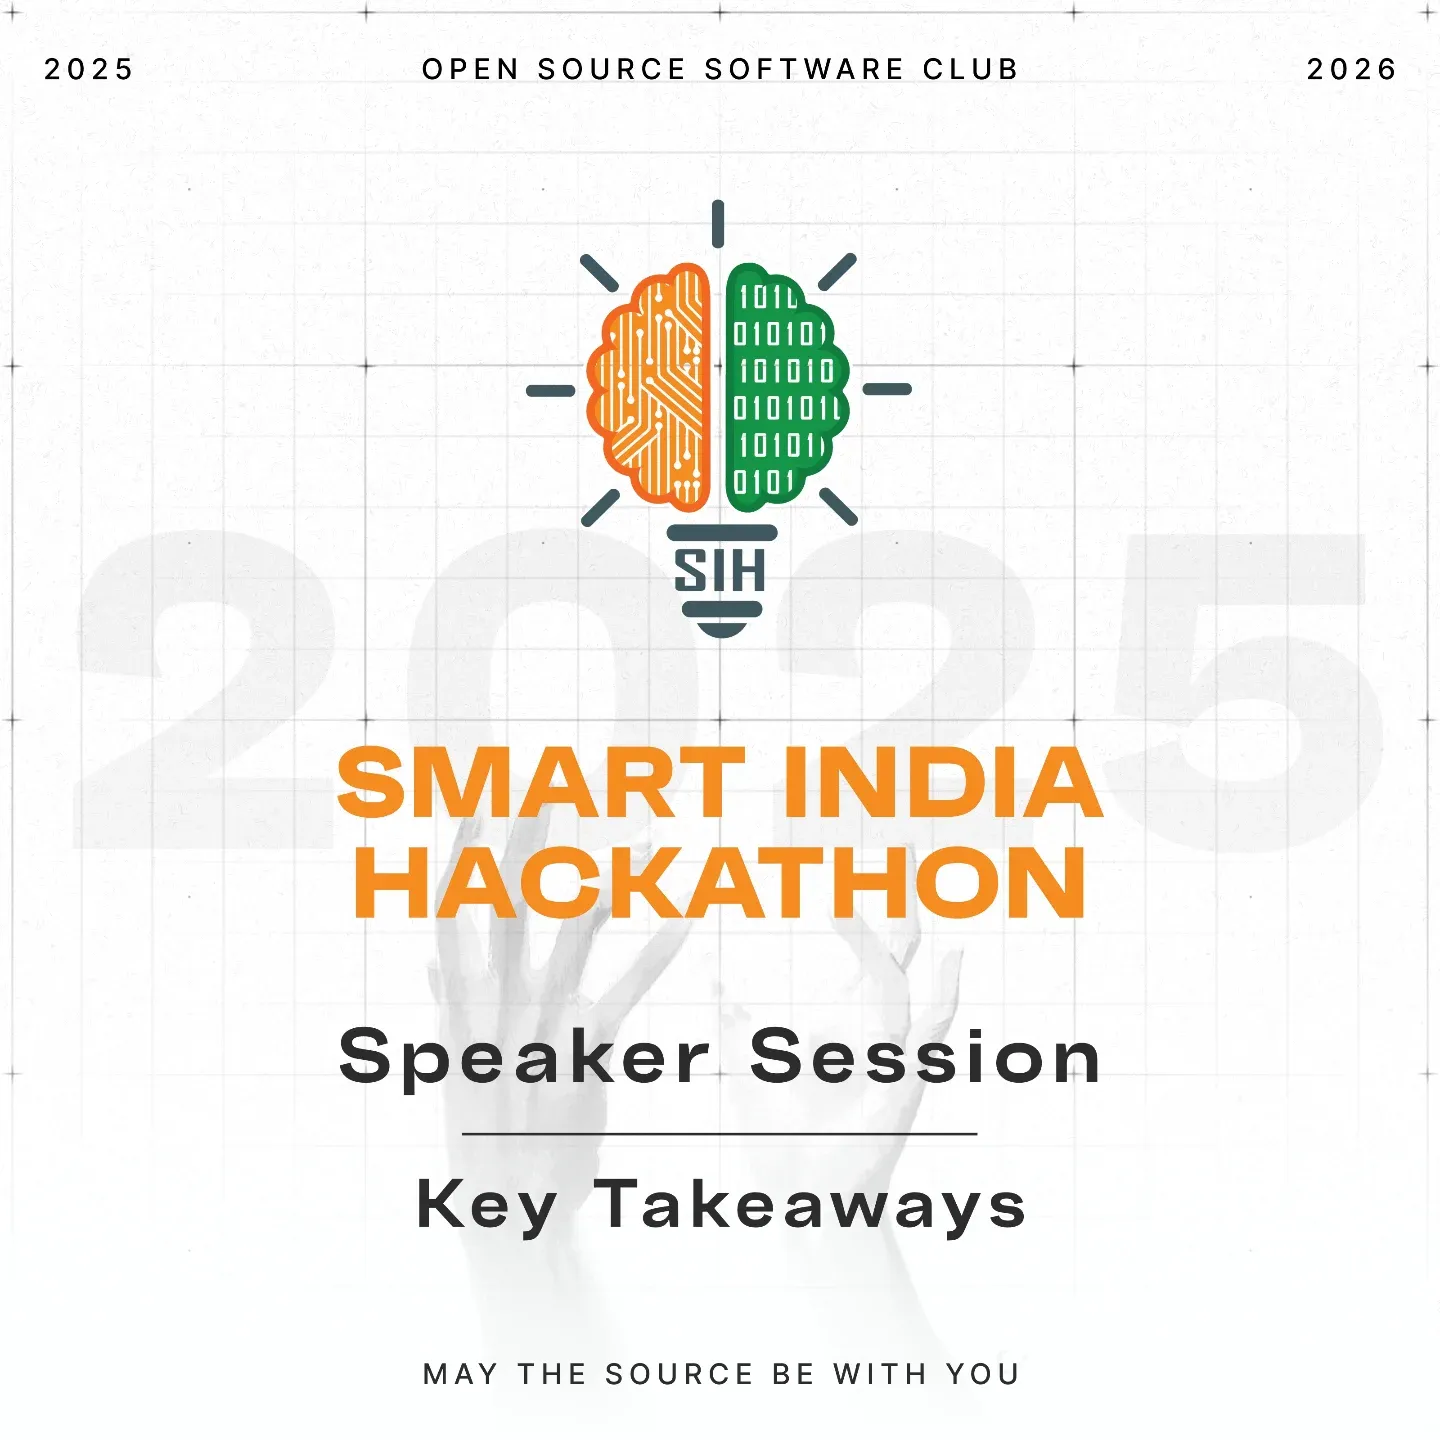 2025 OPEN SOURCE SOFTWARE CLUB 2026
1010
010101
101010
0101011
10101
0101
SIH
2025
SMART INDIA
HACKATHON
Speaker Session
Key Takeaways
MAY THE SOURCE BE WITH YOU